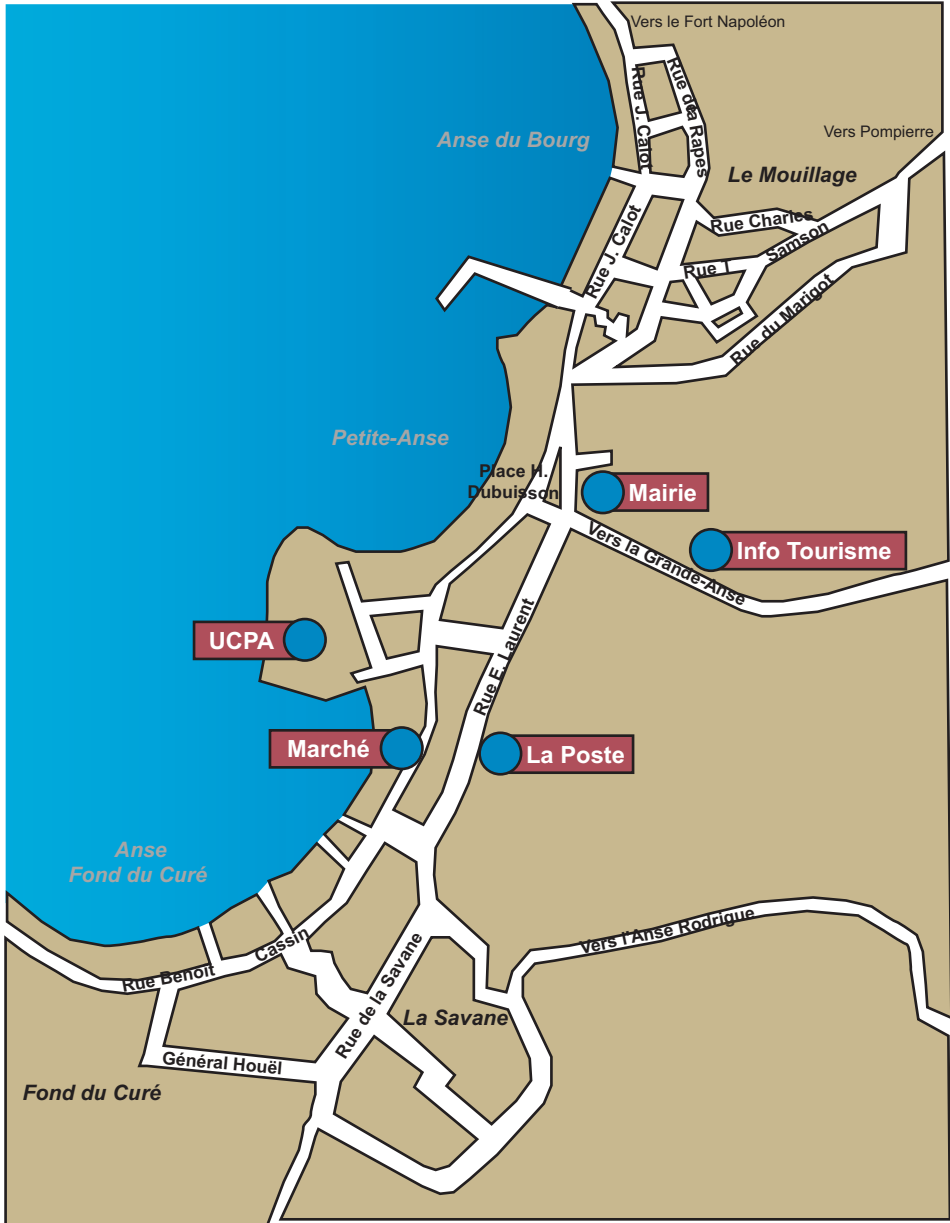 Vers le Fort Napoléon
Rue J. Calot
Rue des Rapes
Anse du Bourg
Vers Pompierre
Le Mouillage
Rue Charles
Rue J. Calot
Rue T
Samson
Rue du Marigot
Petite-Anse
Place H.
Dubuisson
Mairie
Info Tourisme
Vers la Grande-Anse
UCPA
Rue E. Laurent
Marché
La Poste
Anse
Fond du Curé
Vers l'Anse Rodrigue
Rue Benoit
Cassin
Rue de la Savane
La Savane
Général Houël
Fond du Curé